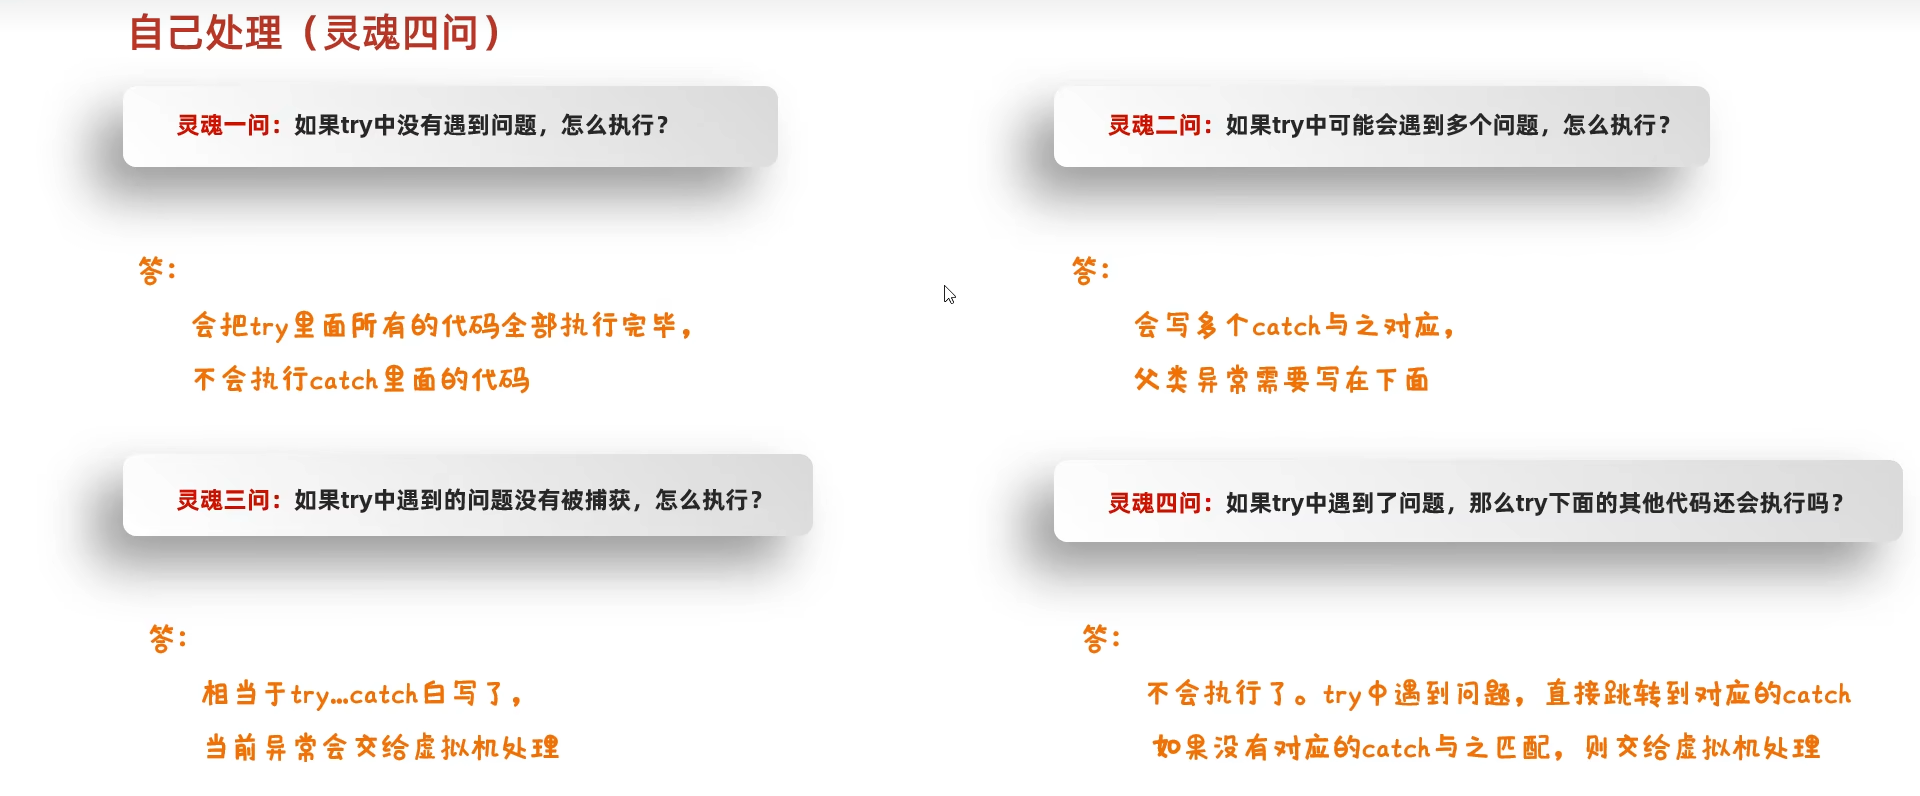 自己处理（灵魂四问）
灵魂一问：如果try中没有遇到问题，怎么执行？
答：
会把try里面所有的代码全部执行完毕，
不会执行catch里面的代码
灵魂二问：如果try中可能会遇到多个问题，怎么执行？
答：
会写多个catch与之对应，
父类异常需要写在下面
灵魂三问：如果try中遇到的问题没有被捕获，怎么执行？
答：
相当于try...catch白写了，
当前异常会交给虚拟机处理
灵魂四问：如果try中遇到了问题，那么try下面的其他代码还会执行吗？
答：
不会执行了。try中遇到问题，直接跳转到对应的catch
如果没有对应的catch与之匹配，则交给虚拟机处理